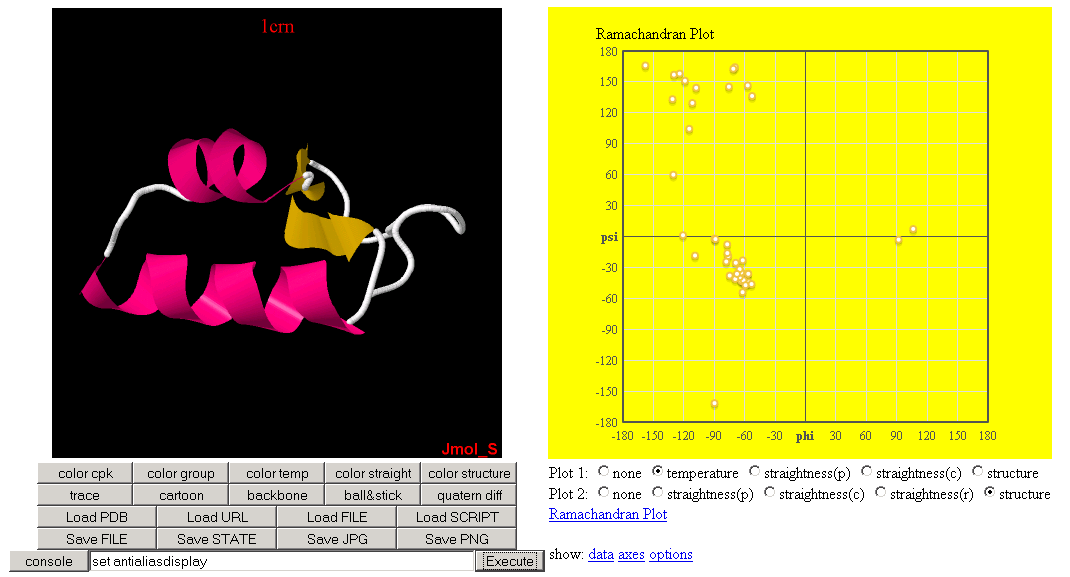 1crn
Jmol_S
color cpk color group color temp color straight color structure
trace cartoon backbone ball&stick quatern diff
Load PDB Load URL Load FILE Load SCRIPT
Save FILE Save STATE Save JPG Save PNG
console set antialiasdisplay Execute
Ramachandran Plot
180
150
120
90
60
30
psi
-30
-60
-90
-120
-150
-180
-180 -150 -120 -90 -60 -30 phi 30 60 90 120 150 180
Plot 1: none temperature straightness(p) straightness(c) structure
Plot 2: none straightness(p) straightness(c) straightness(r) structure
Ramachandran Plot
show: data axes options